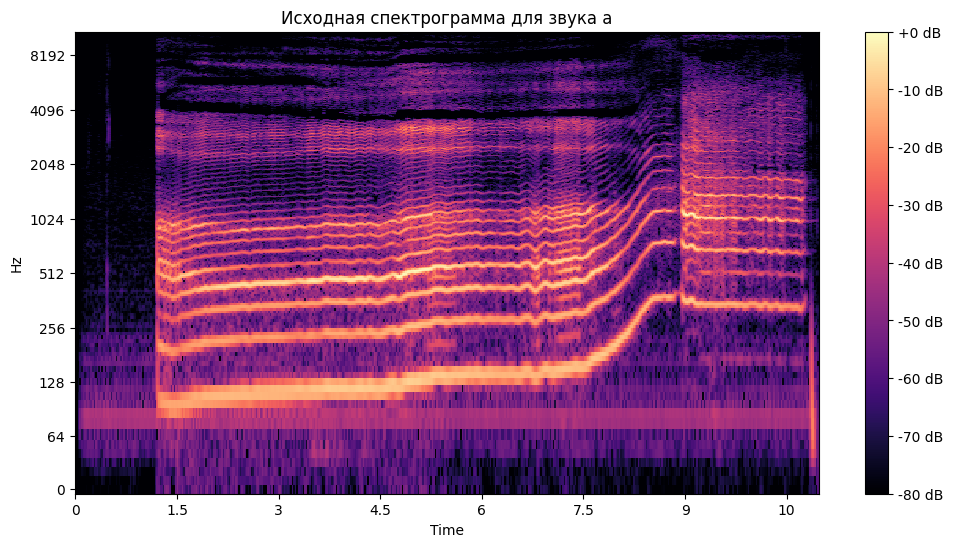 Исходная спектрограмма для звука а
Hz
8192
4096
2048
1024
512
256
128
64
0
0 1.5 3 4.5 6 7.5 9 10
Time
+0 dB
-10 dB
-20 dB
-30 dB
-40 dB
-50 dB
-60 dB
-70 dB
-80 dB